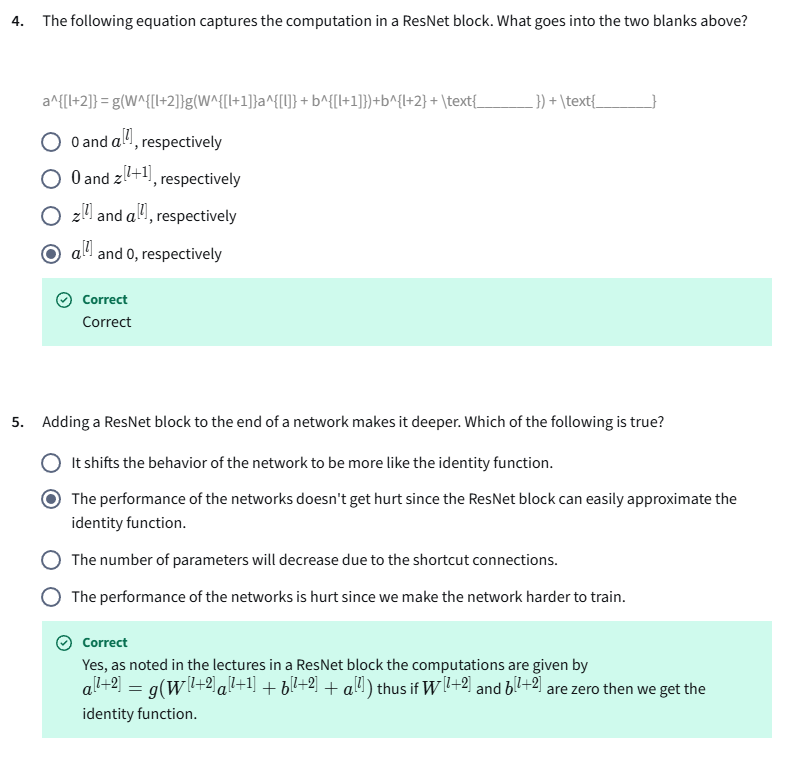 4. The following equation captures the computation in a ResNet block. What goes into the two blanks above?
a^{[l+2]} = g(W^{[l+2]}g(W^{[l+1]}a^{[l]} + b^{[l+1]})+b^{l+2} + \text{_______ }) + \text{_______}
0 and a^[l], respectively
0 and z^[l+1], respectively
z^[l] and a^[l], respectively
a^[l] and 0, respectively
Correct
Correct
5. Adding a ResNet block to the end of a network makes it deeper. Which of the following is true?
It shifts the behavior of the network to be more like the identity function.
The performance of the networks doesn't get hurt since the ResNet block can easily approximate the
identity function.
The number of parameters will decrease due to the shortcut connections.
The performance of the networks is hurt since we make the network harder to train.
Correct
Yes, as noted in the lectures in a ResNet block the computations are given by
a^[l+2] = g(W^[l+2]a^[l+1] + b^[l+2] + a^[l]) thus if W^[l+2] and b^[l+2] are zero then we get the
identity function.